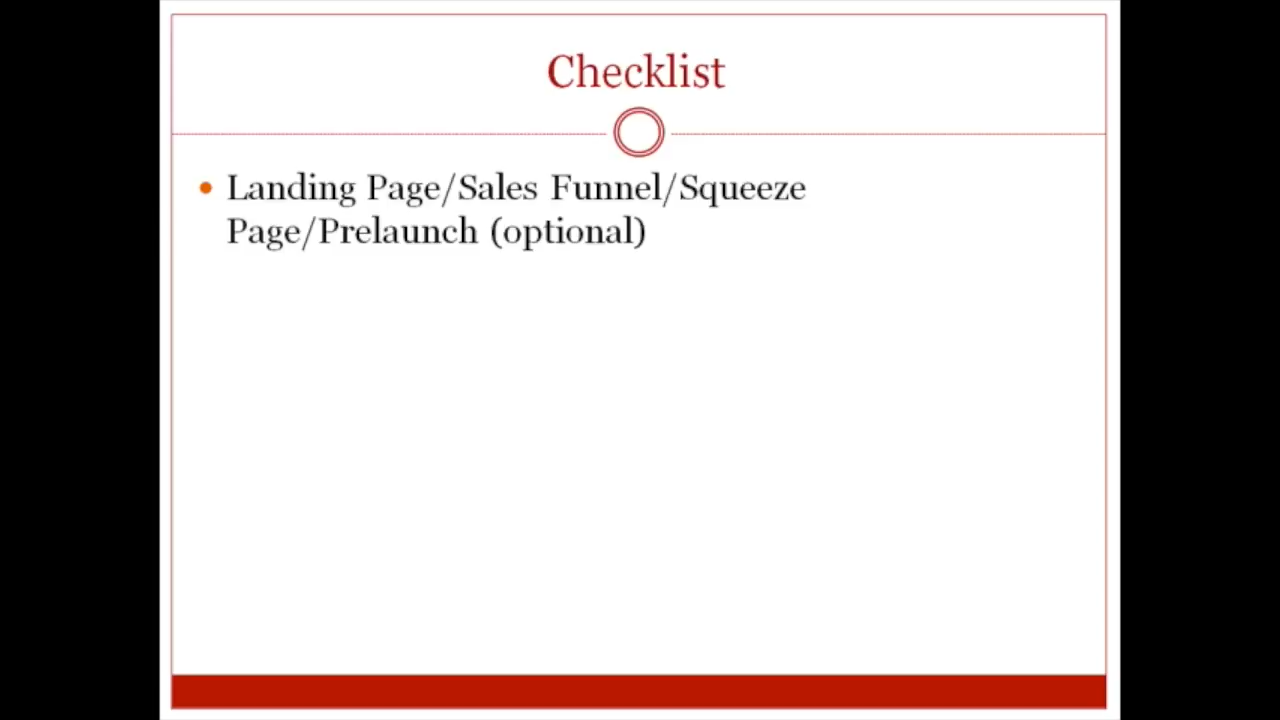 Checklist
Landing Page/Sales Funnel/Squeeze
Page/Prelaunch (optional)